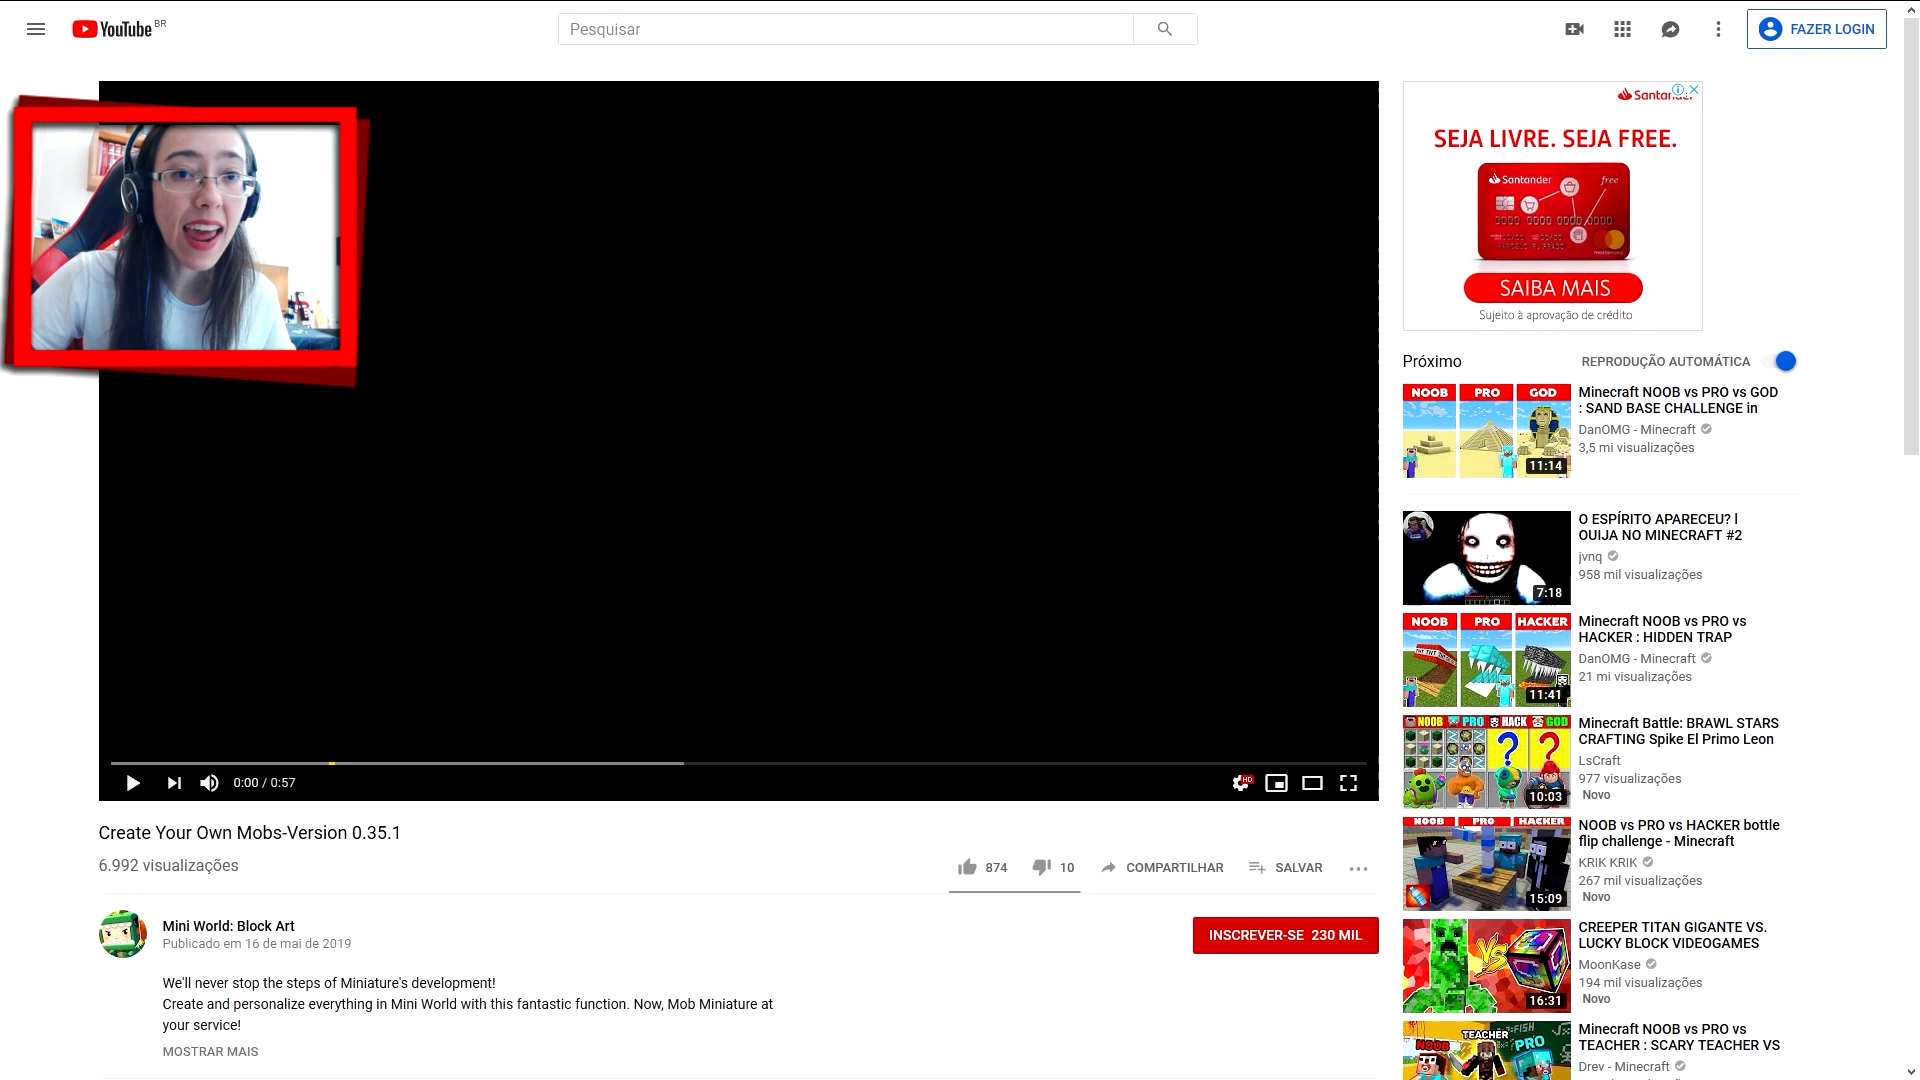 YouTube BR
Pesquisar
FAZER LOGIN
Santander
SEJA LIVRE. SEJA FREE.
Santander
free
SAIBA MAIS
Sujeito à aprovação de crédito
Próximo
REPRODUÇÃO AUTOMÁTICA
NOOB PRO GOD
11:14
Minecraft NOOB vs PRO vs GOD
: SAND BASE CHALLENGE in
DanOMG - Minecraft
3,5 mi visualizações
7:18
O ESPÍRITO APARECEU? l
OUIJA NO MINECRAFT #2
jvnq
958 mil visualizações
NOOB PRO HACKER
11:41
Minecraft NOOB vs PRO vs
HACKER : HIDDEN TRAP
DanOMG - Minecraft
21 mi visualizações
NOOB PRO HACK GOD
10:03
Minecraft Battle: BRAWL STARS
CRAFTING Spike El Primo Leon
LsCraft
977 visualizações
Novo
NOOB PRO HACKER
15:09
NOOB vs PRO vs HACKER bottle
flip challenge - Minecraft
KRIK KRIK
267 mil visualizações
Novo
VS
16:31
CREEPER TITAN GIGANTE VS.
LUCKY BLOCK VIDEOGAMES
MoonKase
194 mil visualizações
Novo
NOOB TEACHER PRO
Minecraft NOOB vs PRO vs
TEACHER : SCARY TEACHER VS
Drev - Minecraft
0:00 / 0:57
HD
Create Your Own Mobs-Version 0.35.1
6.992 visualizações
874 10 COMPARTILHAR SALVAR
Mini World: Block Art
Publicado em 16 de mai de 2019
INSCREVER-SE 230 MIL
We'll never stop the steps of Miniature's development!
Create and personalize everything in Mini World with this fantastic function. Now, Mob Miniature at
your service!
MOSTRAR MAIS